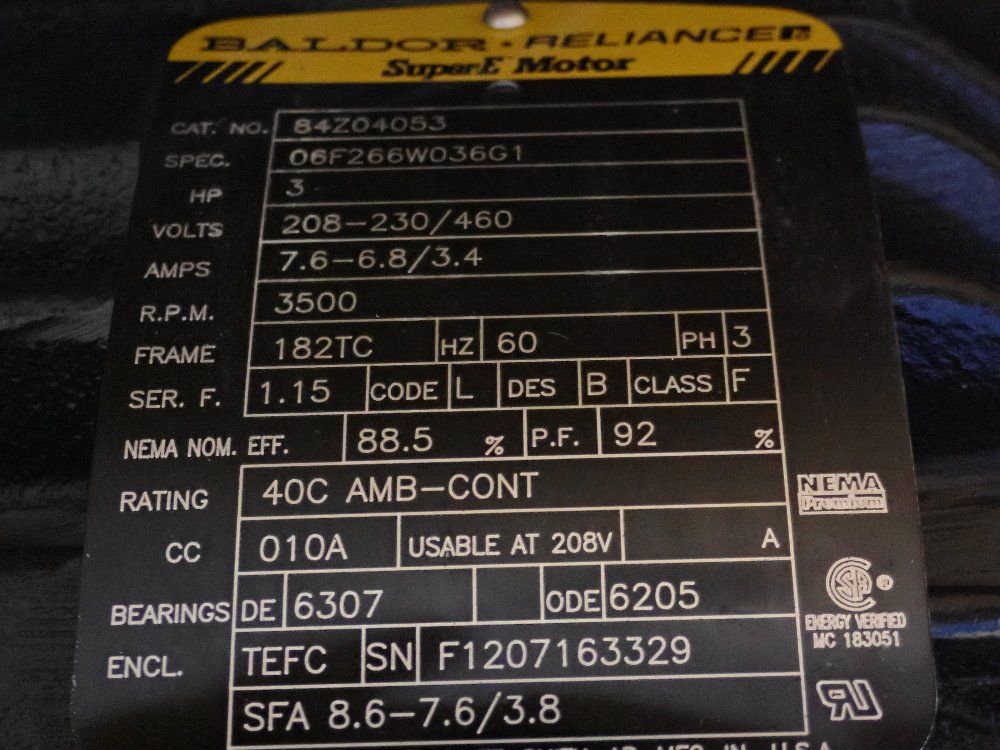 BALDOR • RELIANCER
SuperE Motor
CAT. NO. 84Z04053
SPEC. 06F266W036G1
HP 3
VOLTS 208-230/460
AMPS 7.6-6.8/3.4
R.P.M. 3500
FRAME 182TC HZ 60 PH 3
SER. F. 1.15 CODE L DES B CLASS F
NEMA NOM. EFF. 88.5 % P.F. 92 %
RATING 40C AMB-CONT
NEMA
Premium
CC 010A USABLE AT 208V A
BEARINGS DE 6307 ODE 6205
ENERGY VERIFIED
MC 183051
ENCL. TEFC SN F1207163329
SFA 8.6-7.6/3.8
MFG. IN U.S.A.